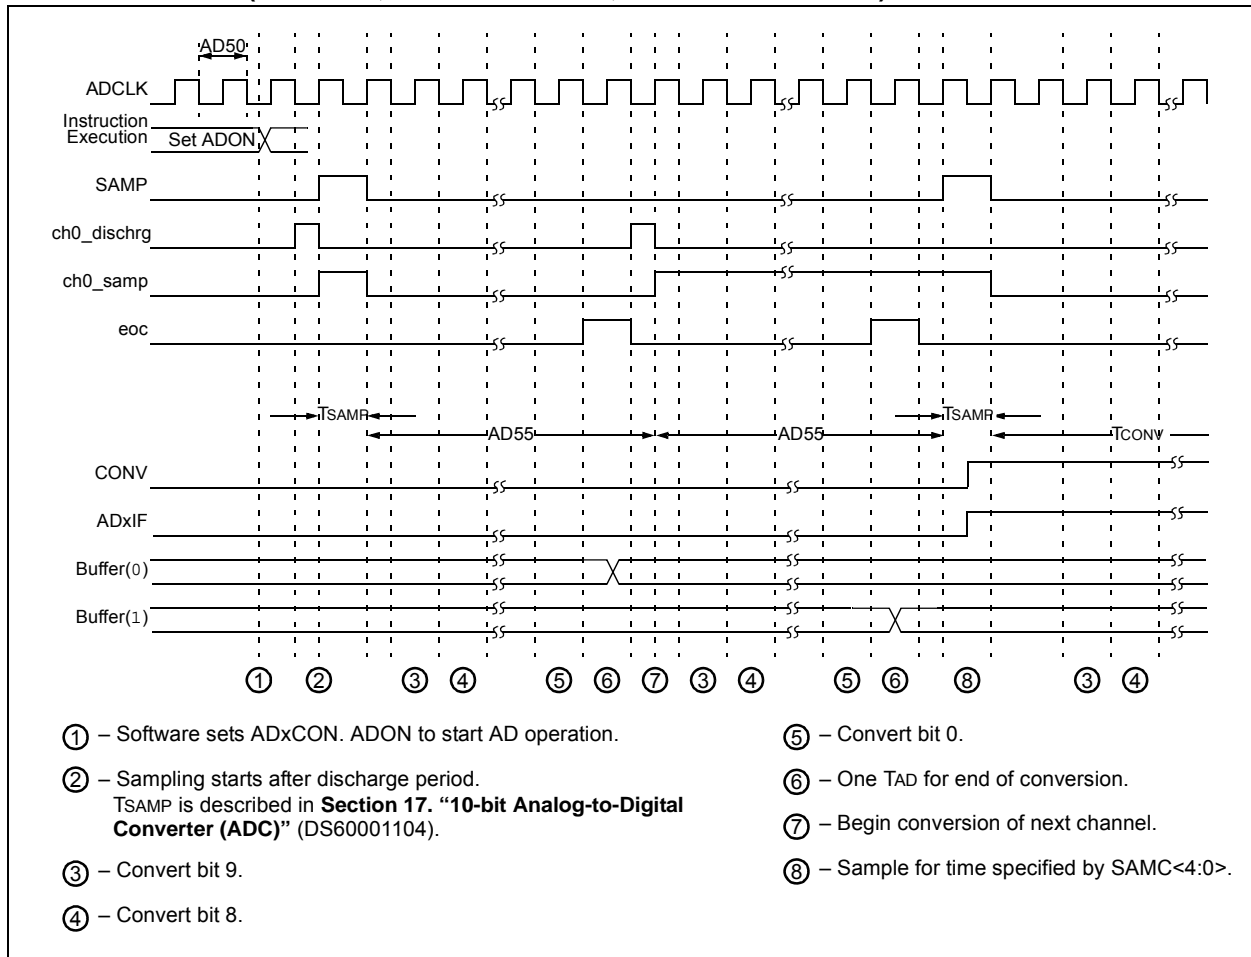 AD50
ADCLK
Instruction
Execution
Set ADON
SAMP
ch0_dischrg
ch0_samp
eoc
TSAMP
TSAMP
AD55
AD55
TCONV
CONV
ADxIF
Buffer(0)
Buffer(1)
1 2 3 4 5 6 7 3 4 5 6 8 3 4
1 – Software sets ADxCON. ADON to start AD operation.
2 – Sampling starts after discharge period.
TSAMP is described in Section 17. “10-bit Analog-to-Digital
Converter (ADC)” (DS60001104).
3 – Convert bit 9.
4 – Convert bit 8.
5 – Convert bit 0.
6 – One TAD for end of conversion.
7 – Begin conversion of next channel.
8 – Sample for time specified by SAMC<4:0>.